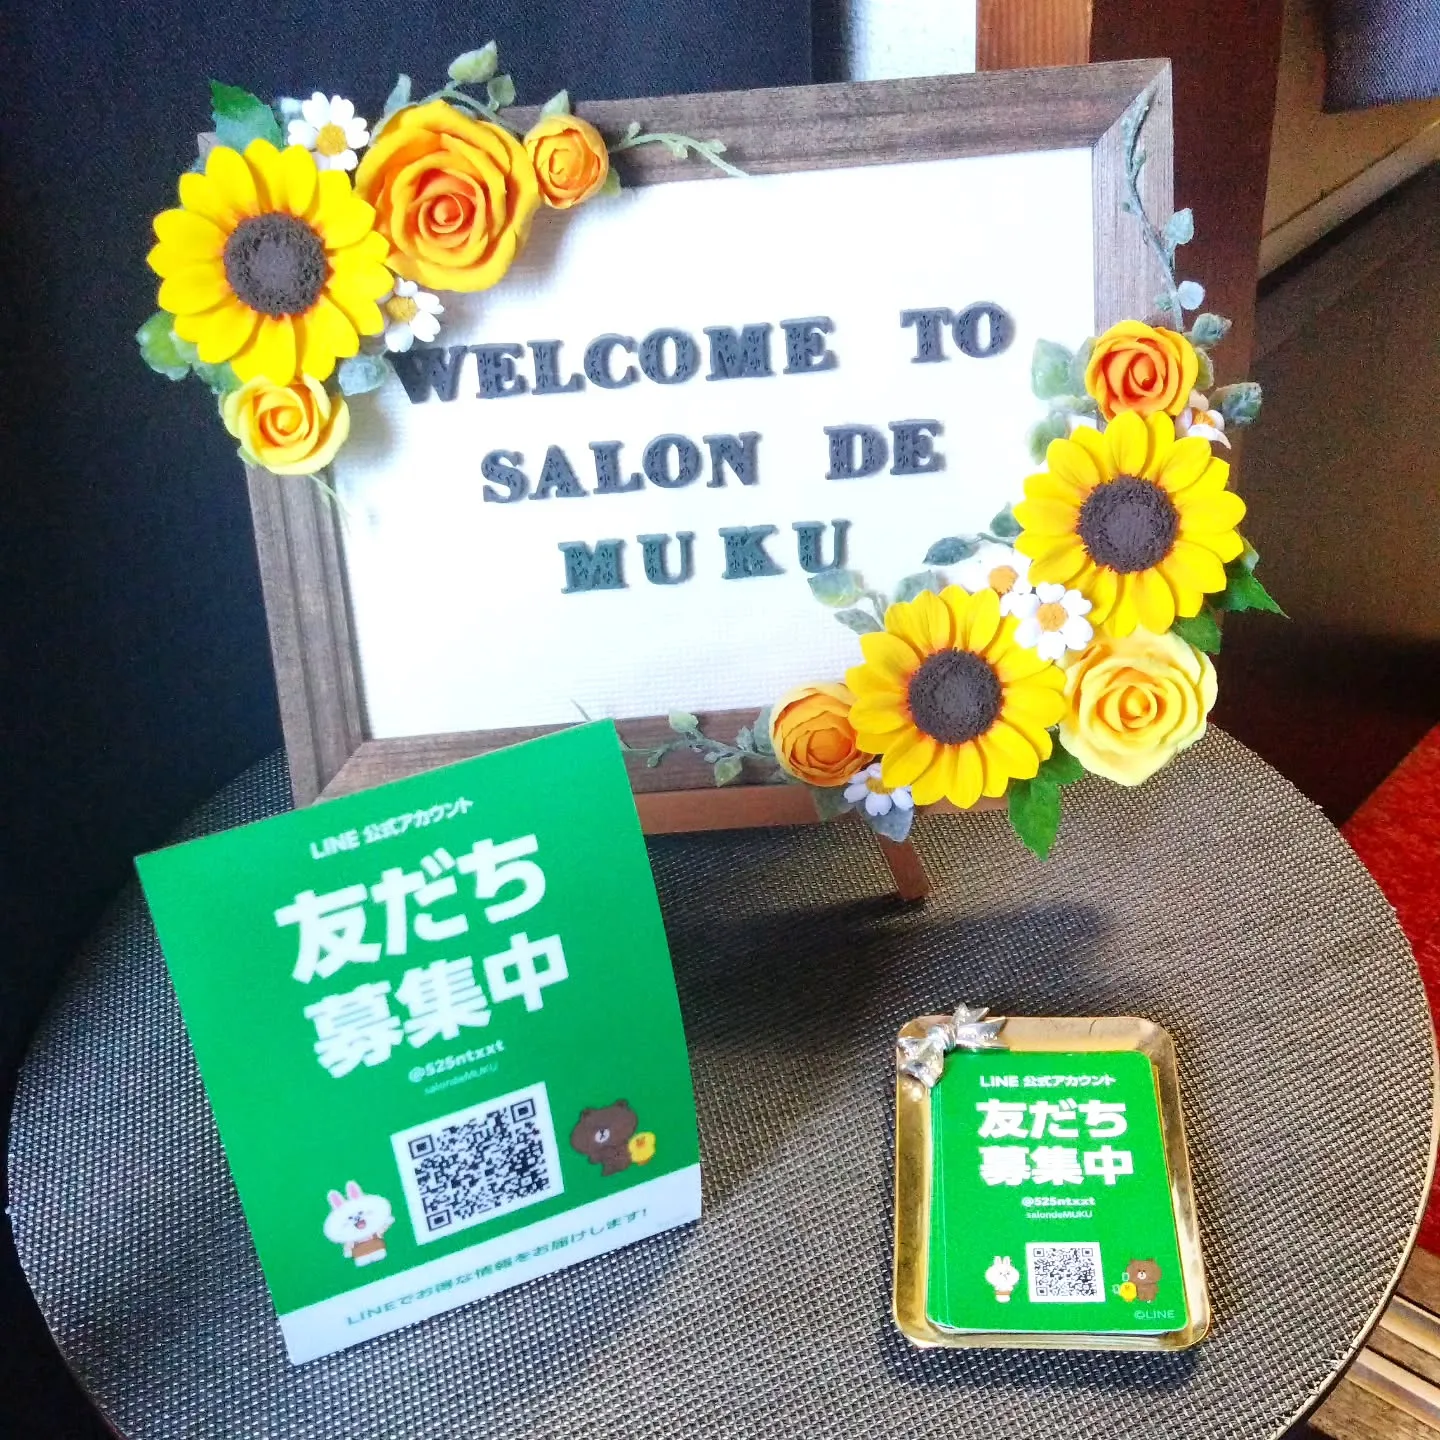 WELCOME TO
SALON DE
MUKU
LINE 公式アカウント
友だち
募集中
@525ntxxt
salondeMUKU
LINEでお得な情報をお届けします!
LINE 公式アカウント
友だち
募集中
@525ntxxt
salondeMUKU
©LINE